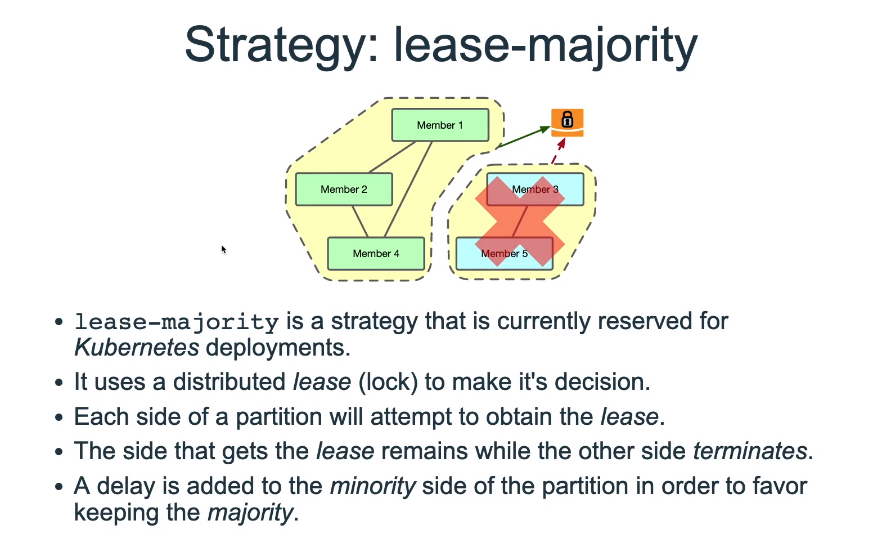 Strategy: lease-majority
Member 1
Member 2
Member 3
Member 4
Member 5
• lease-majority is a strategy that is currently reserved for
Kubernetes deployments.
• It uses a distributed lease (lock) to make it's decision.
• Each side of a partition will attempt to obtain the lease.
• The side that gets the lease remains while the other side terminates.
• A delay is added to the minority side of the partition in order to favor
keeping the majority.